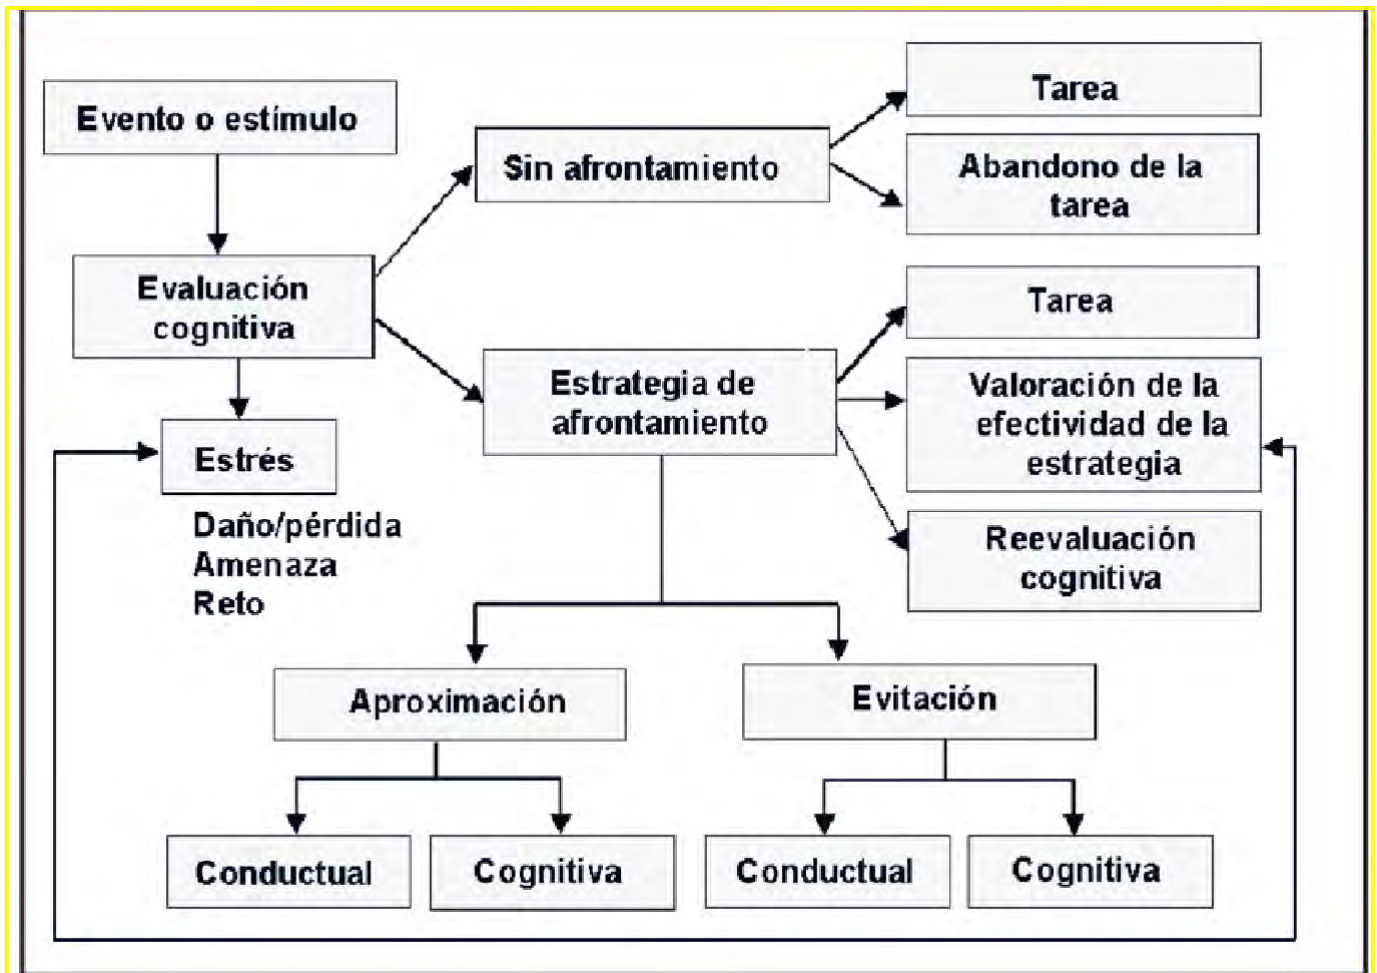 Evento o estímulo
Sin afrontamiento
Tarea
Abandono de la
tarea
Evaluación
cognitiva
Estrategia de
afrontamiento
Tarea
Valoración de la
efectividad de la
estrategia
Reevaluación
cognitiva
Estrés
Daño/pérdida
Amenaza
Reto
Aproximación
Evitación
Conductual
Cognitiva
Conductual
Cognitiva